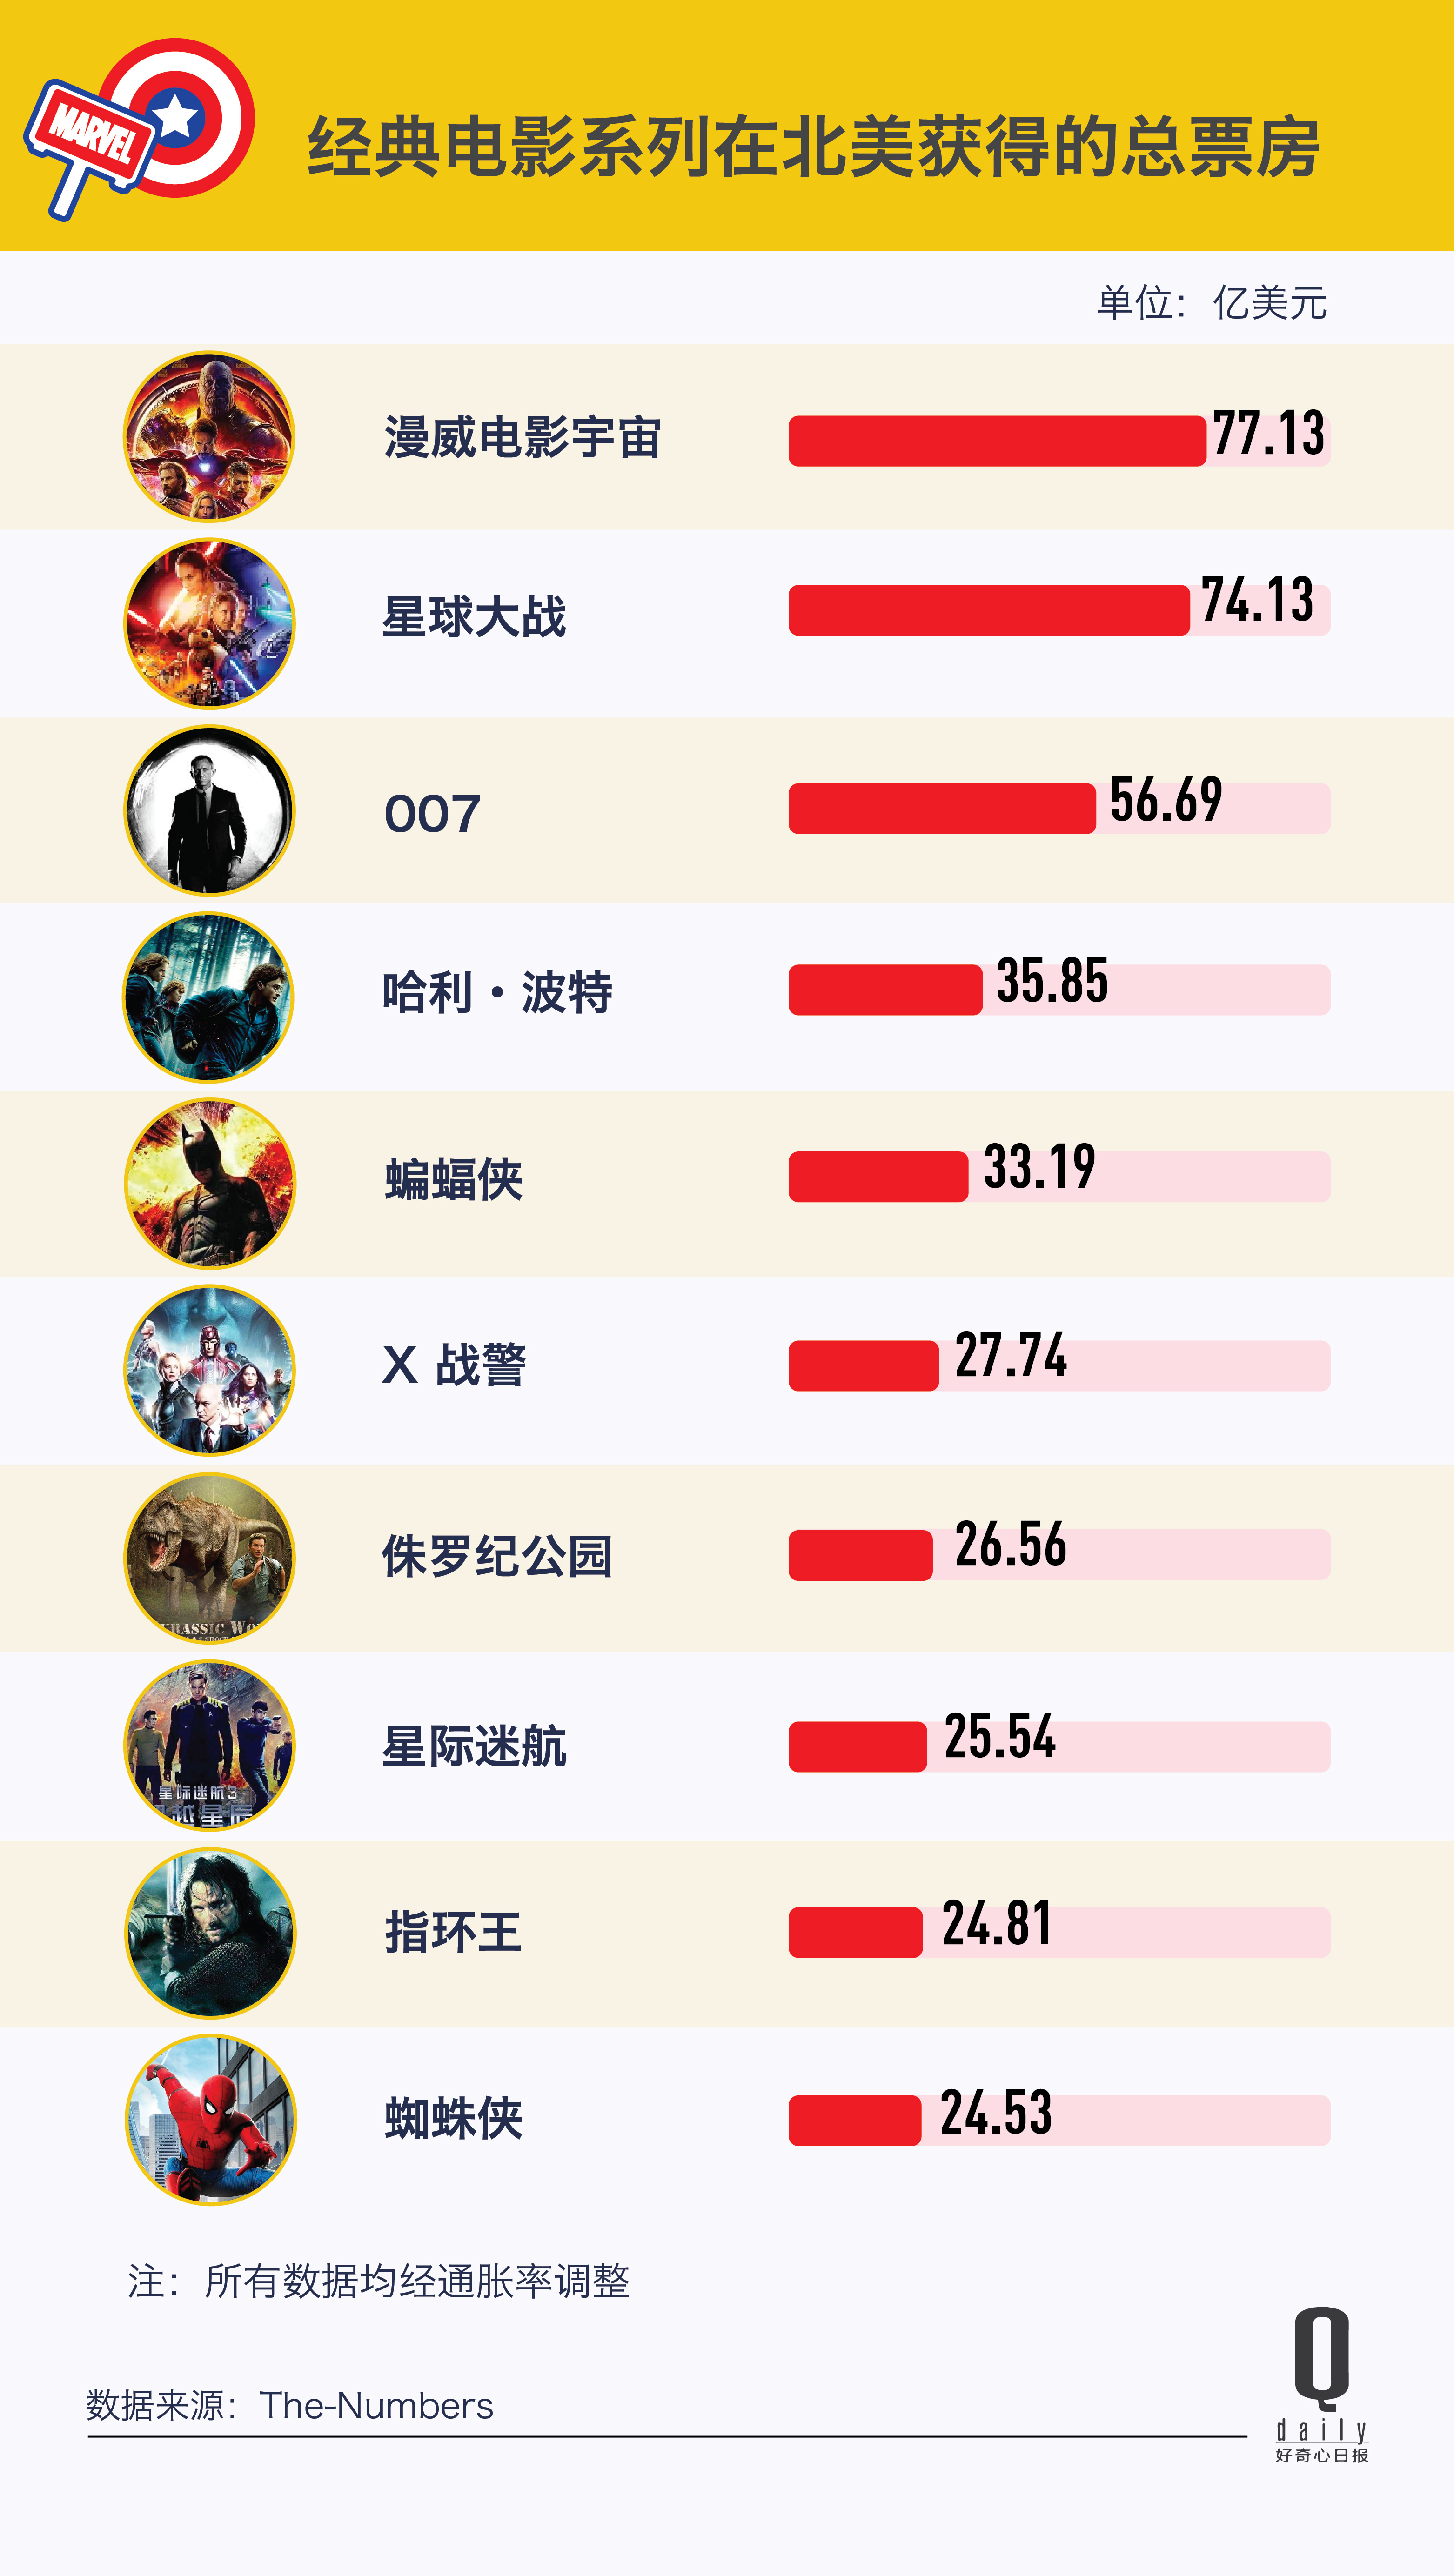 MARVEL
经典电影系列在北美获得的总票房
单位：亿美元
漫威电影宇宙
77.13
星球大战
74.13
007
56.69
哈利·波特
35.85
蝙蝠侠
33.19
X 战警
27.74
侏罗纪公园
26.56
星际迷航
25.54
星际迷航3
指环王
24.81
蜘蛛侠
24.53
注：所有数据均经通胀率调整
数据来源：The-Numbers
Q
daily
好奇心日报